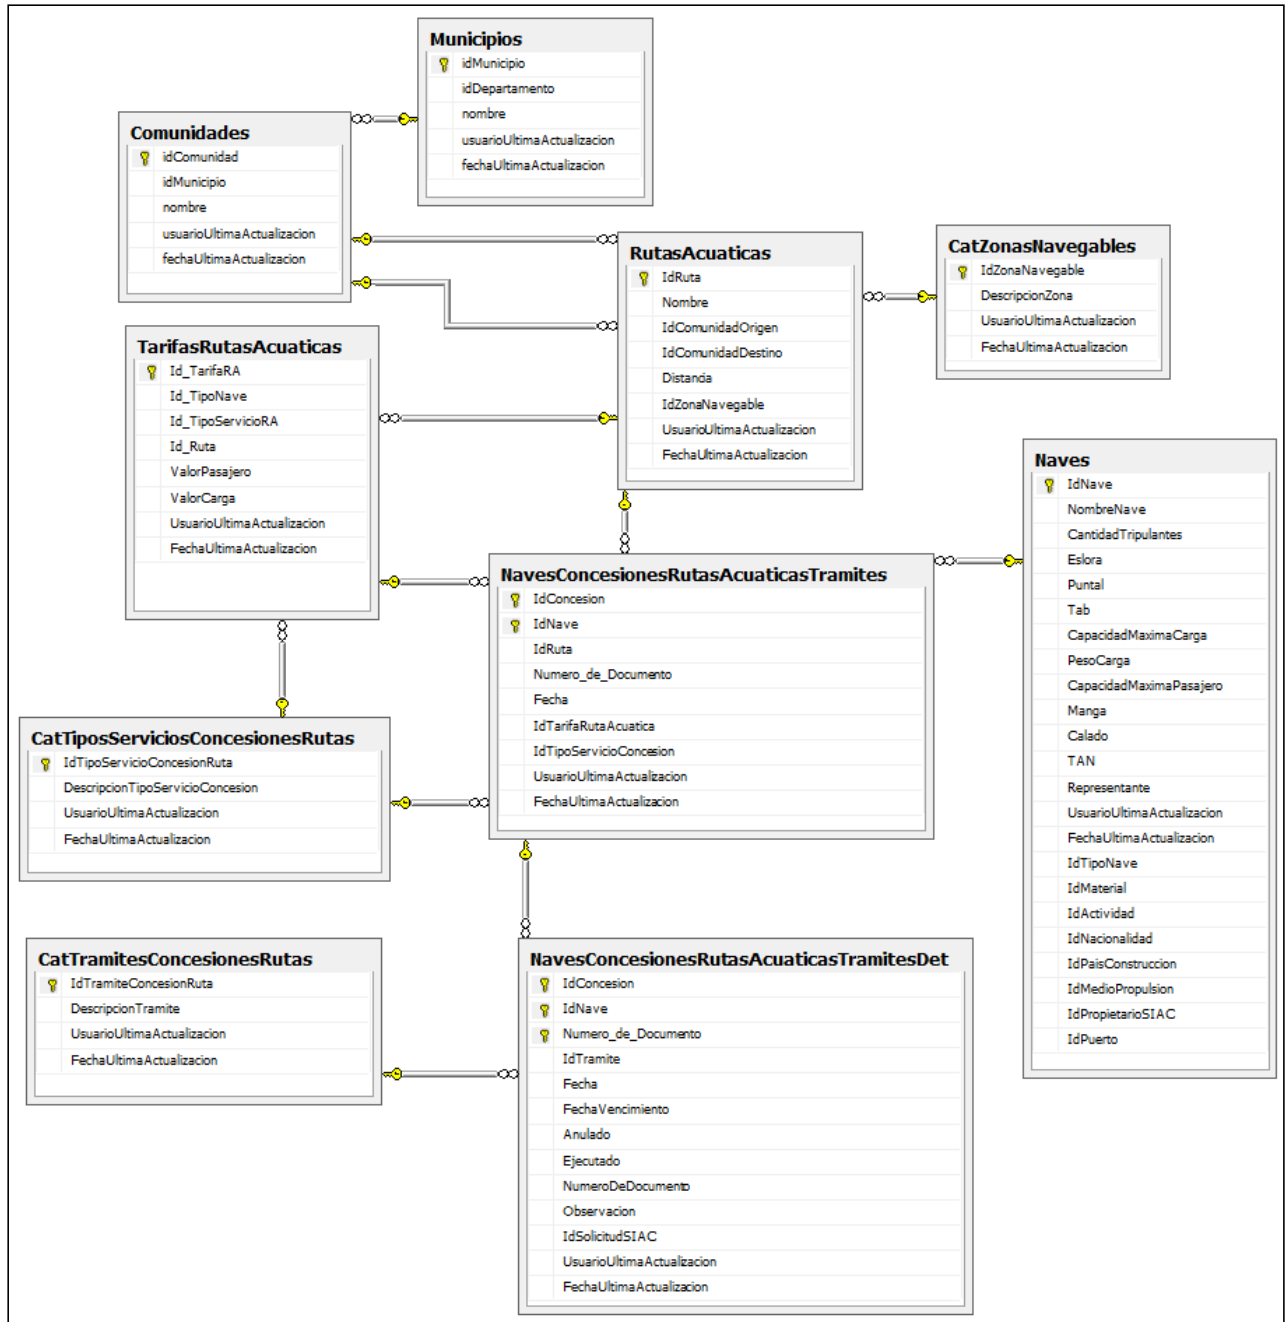 Municipios
idMunicipio
idDepartamento
nombre
usuarioUltimaActualizacion
fechaUltimaActualizacion
Comunidades
idComunidad
idMunicipio
nombre
usuarioUltimaActualizacion
fechaUltimaActualizacion
RutasAcuaticas
IdRuta
Nombre
IdComunidadOrigen
IdComunidadDestino
Distancia
IdZonaNavegable
UsuarioUltimaActualizacion
FechaUltimaActualizacion
CatZonasNavegables
IdZonaNavegable
DescripcionZona
UsuarioUltimaActualizacion
FechaUltimaActualizacion
TarifasRutasAcuaticas
Id_TarifaRA
Id_TipoNave
Id_TipoServicioRA
Id_Ruta
ValorPasajero
ValorCarga
UsuarioUltimaActualizacion
FechaUltimaActualizacion
Naves
IdNave
NombreNave
CantidadTripulantes
Eslora
Puntal
Tab
CapacidadMaximaCarga
PesoCarga
CapacidadMaximaPasajero
Manga
Calado
TAN
Representante
UsuarioUltimaActualizacion
FechaUltimaActualizacion
IdTipoNave
IdMaterial
IdActividad
IdNacionalidad
IdPaisConstruccion
IdMedioPropulsion
IdPropietarioSIAC
IdPuerto
NavesConcesionesRutasAcuaticasTramites
IdConcesion
IdNave
IdRuta
Numero_de_Documento
Fecha
IdTarifaRutaAcuatica
IdTipoServicioConcesion
UsuarioUltimaActualizacion
FechaUltimaActualizacion
CatTiposServiciosConcesionesRutas
IdTipoServicioConcesionRuta
DescripcionTipoServicioConcesion
UsuarioUltimaActualizacion
FechaUltimaActualizacion
CatTramitesConcesionesRutas
IdTramiteConcesionRuta
DescripcionTramite
UsuarioUltimaActualizacion
FechaUltimaActualizacion
NavesConcesionesRutasAcuaticasTramitesDet
IdConcesion
IdNave
Numero_de_Documento
IdTramite
Fecha
FechaVencimiento
Anulado
Ejecutado
NumeroDeDocumento
Observacion
IdSolicitudSIAC
UsuarioUltimaActualizacion
FechaUltimaActualizacion